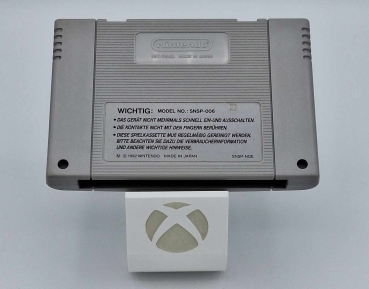 Nintendo
WICHTIG: MODEL NO.: SNSP-006
• DAS GERÄT NICHT MEHRMALS SCHNELL EIN-UND AUSSCHALTEN.
• DIE KONTAKTE NICHT MIT DEN FINGERN BERÜHREN.
• DIESE SPIELKASSETTE MUß REGELMÄßIG GEREINIGT WERDEN,
BITTE BEACHTEN SIE DAZU DIE VERBRAUCHERINFORMATION
UND ANDERE WICHTIGE HINWEISE.
© 1992 NINTENDO MADE IN JAPAN SNSP-NOE